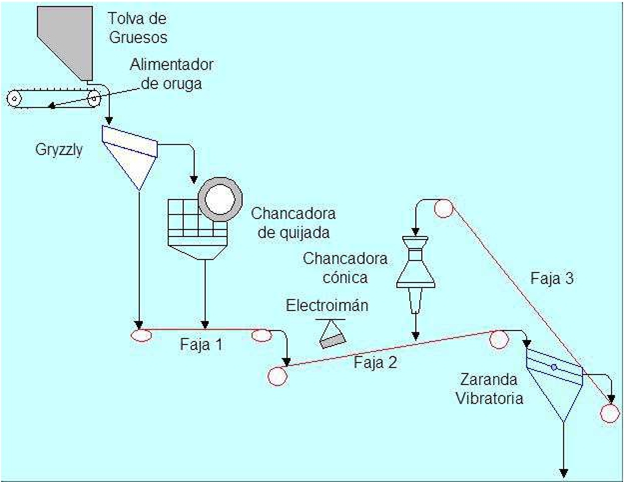 Tolva de
Gruesos
Alimentador
de oruga
Gryzzly
Chancadora
de quijada
Chancadora
cónica
Electroimán
Faja 3
Faja 1
Faja 2
Zaranda
Vibratoria